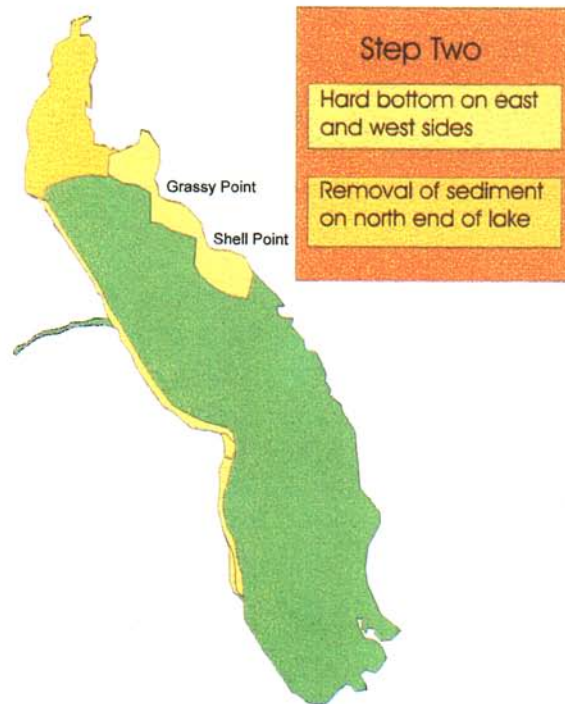 Step Two
Hard bottom on east
and west sides
Removal of sediment
on north end of lake
Grassy Point
Shell Point